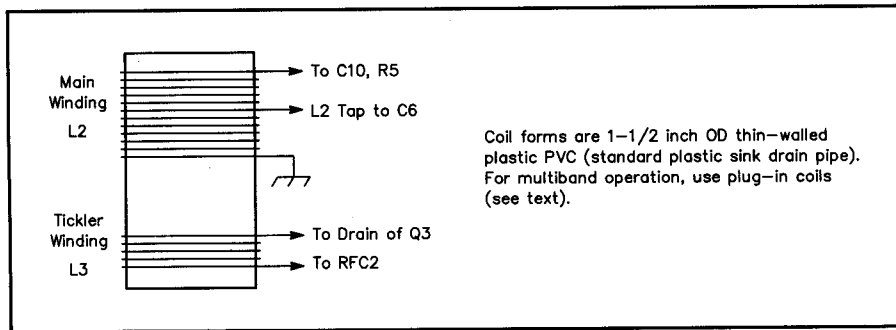 Main
Winding
L2
To C10, R5
L2 Tap to C6
Tickler
Winding
L3
To Drain of Q3
To RFC2
Coil forms are 1-1/2 inch OD thin-walled
plastic PVC (standard plastic sink drain pipe).
For multiband operation, use plug-in coils
(see text).